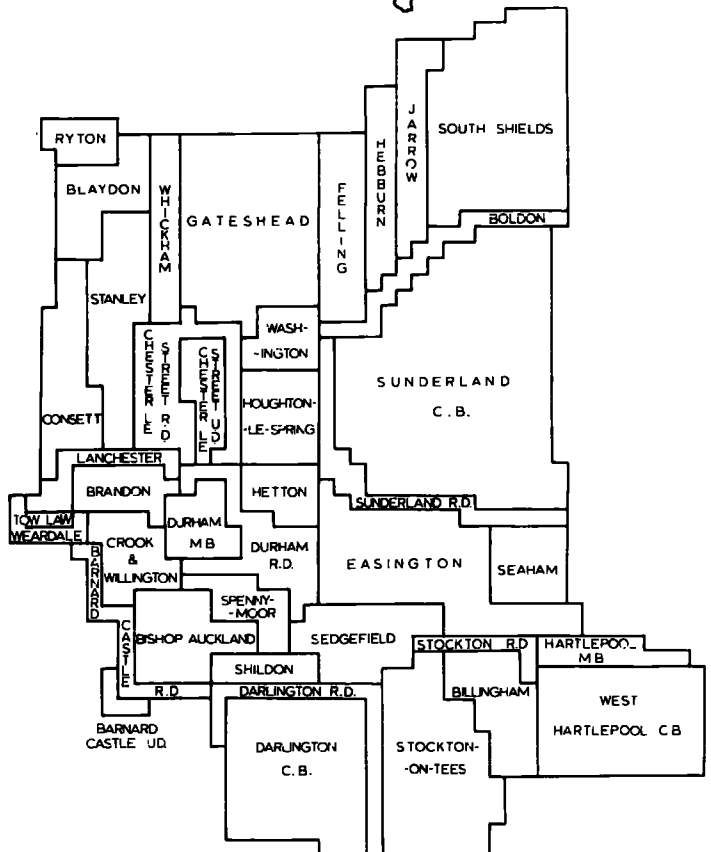 RYTON
BLAYDON
WHICKHAM
GATESHEAD
FELLING
HEBBURN
JARROW
SOUTH SHIELDS
BOLDON
STANLEY
CONSETT
CHESTER LE
STREET R.D.
CHESTER LE
STREET UD.
WASH-
-INGTON
HOUGHTON-
-LE-SPRING
SUNDERLAND
C.B.
LANCHESTER
BRANDON
HETTON
SUNDERLAND R.D.
TOW LAW
WEARDALE
DURHAM
M B
CROOK
&
WILLINGTON
DURHAM
R.D.
EASINGTON
SEAHAM
BARNARD
CASTLE
R.D
SPENNY-
-MOOR
BISHOP AUCKLAND
SEDGEFIELD
SHILDON
STOCKTON R.D
HARTLEPOOL
M B
DARLINGTON R.D.
BILLINGHAM
WEST
HARTLEPOOL C B
BARNARD
CASTLE UD.
DARLINGTON
C.B.
STOCKTON-
-ON-TEES